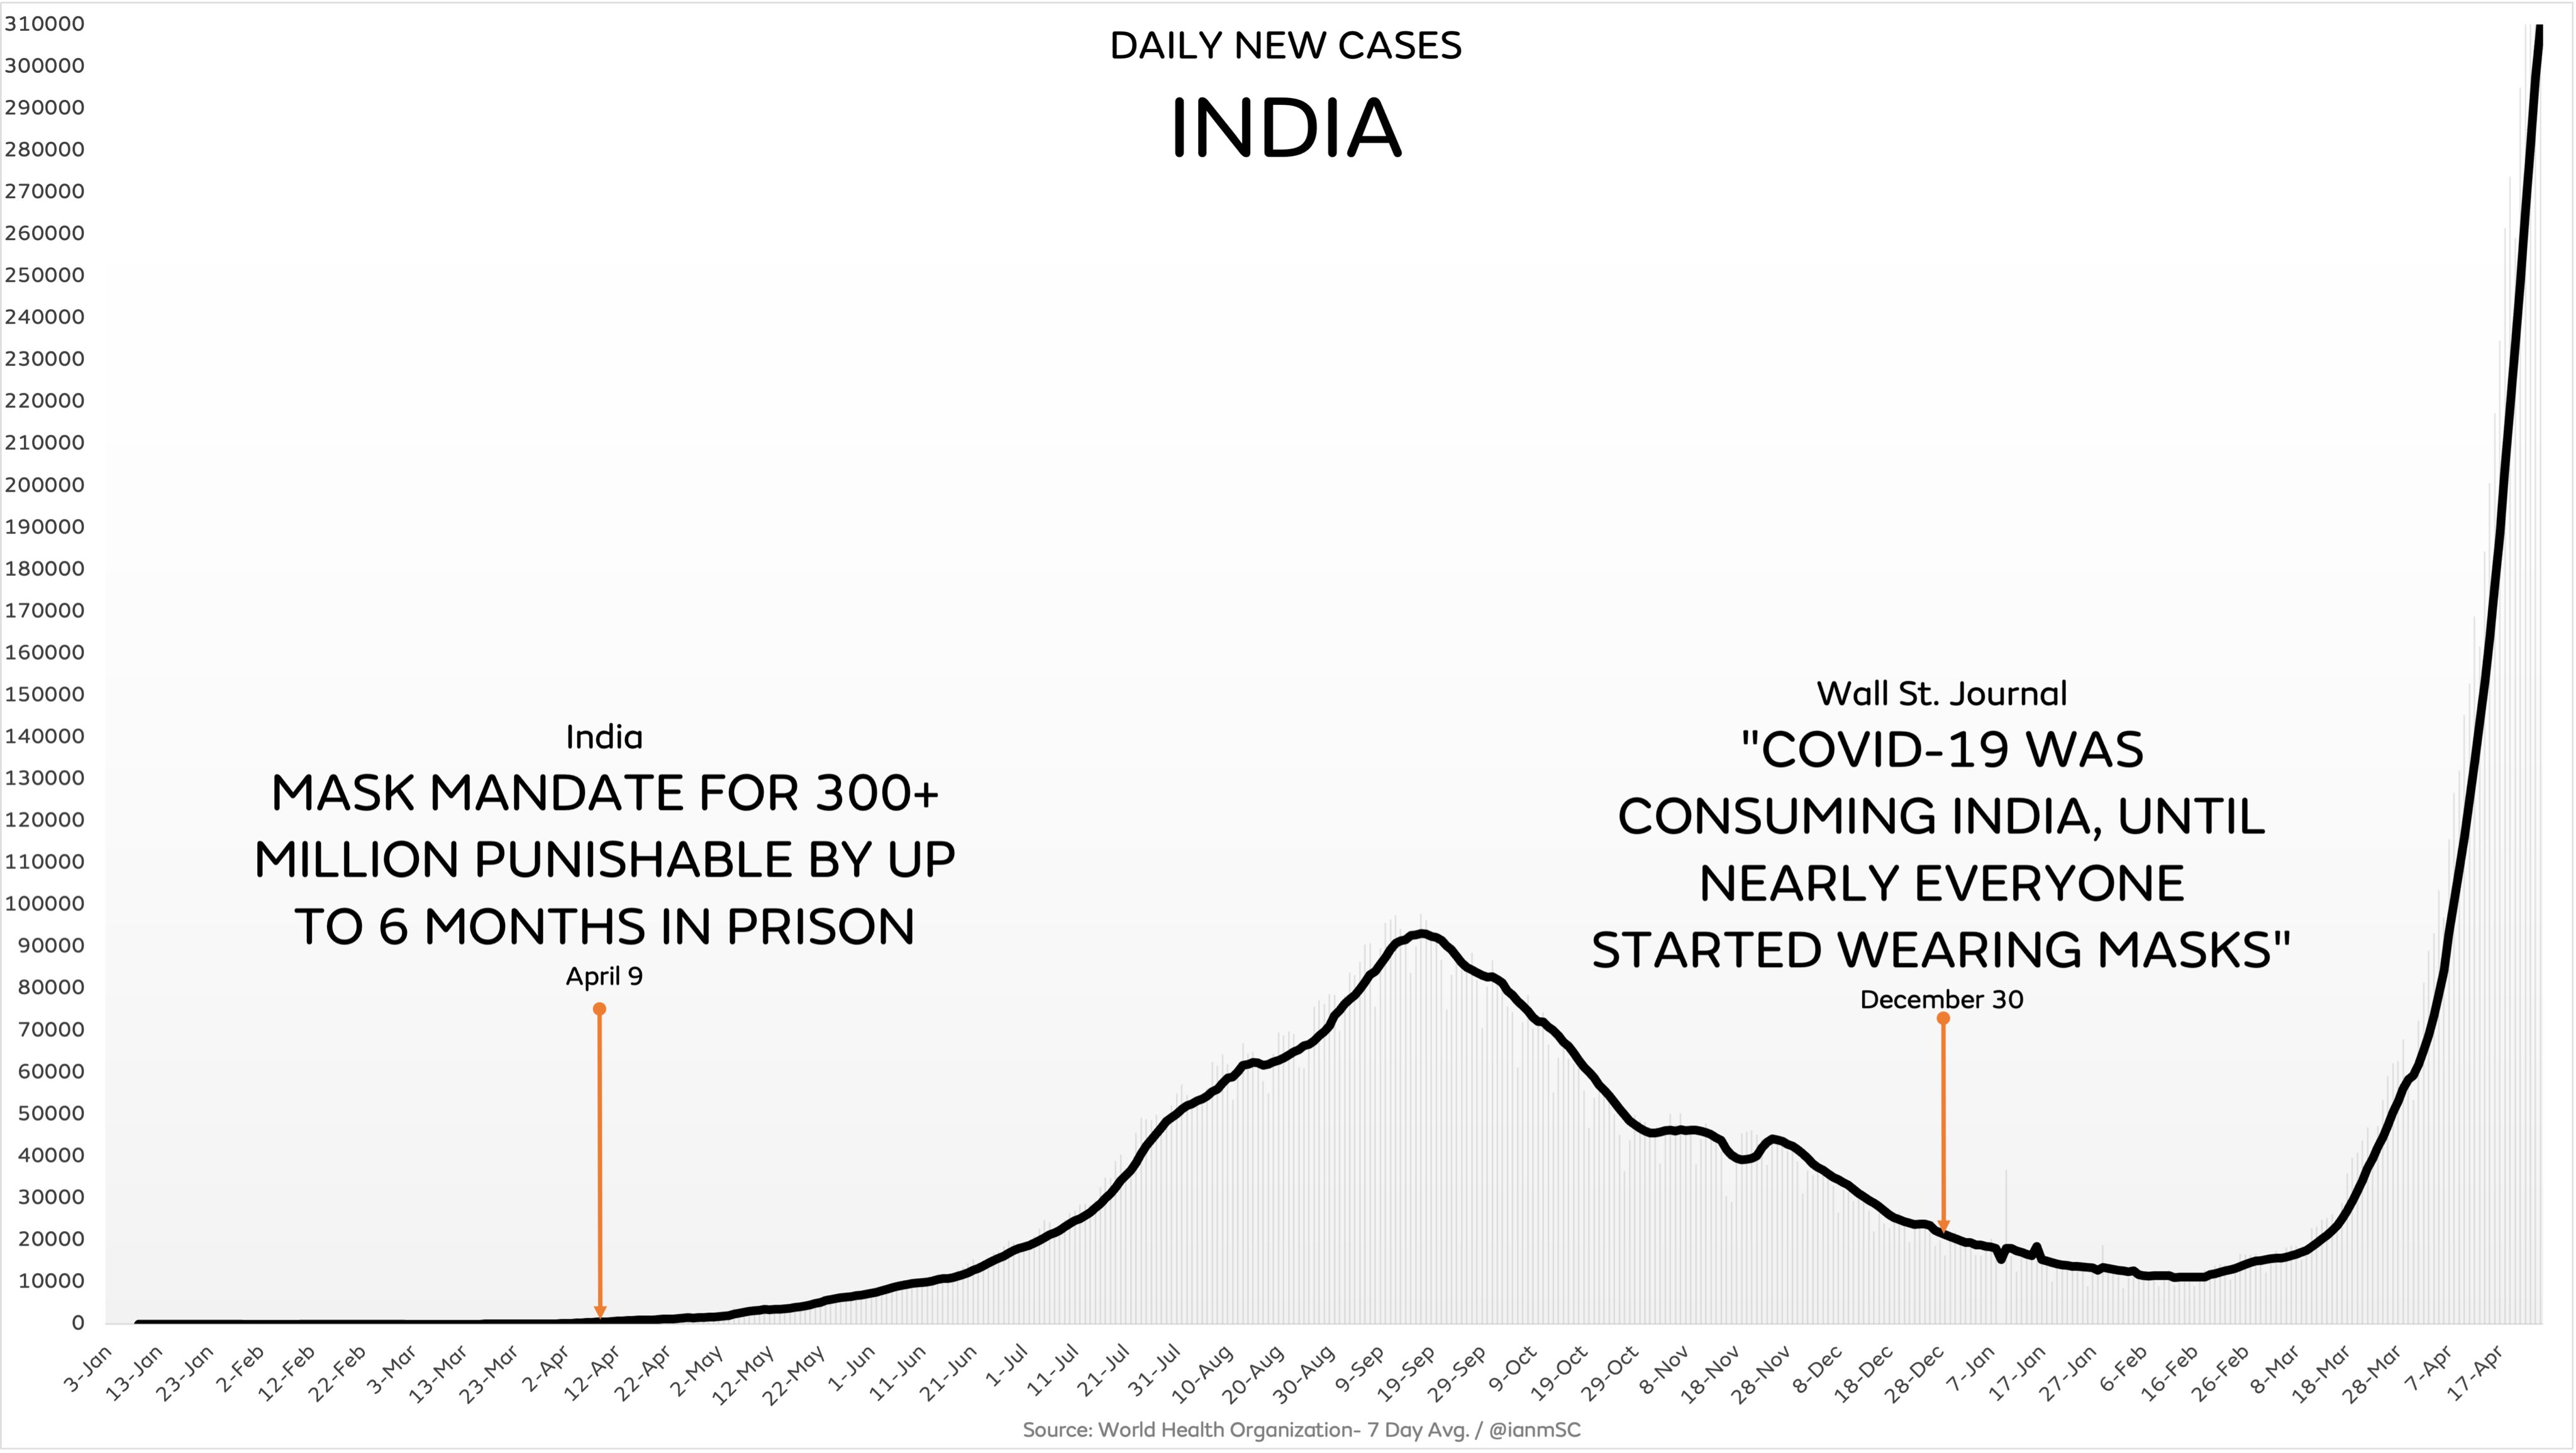 DAILY NEW CASES
INDIA
310000
300000
290000
280000
270000
260000
250000
240000
230000
220000
210000
200000
190000
180000
170000
160000
150000
140000
130000
120000
110000
100000
90000
80000
70000
60000
50000
40000
30000
20000
10000
0
India
MASK MANDATE FOR 300+
MILLION PUNISHABLE BY UP
TO 6 MONTHS IN PRISON
April 9
Wall St. Journal
"COVID-19 WAS
CONSUMING INDIA, UNTIL
NEARLY EVERYONE
STARTED WEARING MASKS"
December 30
3-Jan
13-Jan
23-Jan
2-Feb
12-Feb
22-Feb
3-Mar
13-Mar
23-Mar
2-Apr
12-Apr
22-Apr
2-May
12-May
22-May
1-Jun
11-Jun
21-Jun
1-Jul
11-Jul
21-Jul
31-Jul
10-Aug
20-Aug
30-Aug
9-Sep
19-Sep
29-Sep
9-Oct
19-Oct
29-Oct
8-Nov
18-Nov
28-Nov
8-Dec
18-Dec
28-Dec
7-Jan
17-Jan
27-Jan
6-Feb
16-Feb
26-Feb
8-Mar
18-Mar
28-Mar
7-Apr
17-Apr
Source: World Health Organization- 7 Day Avg. / @ianmSC